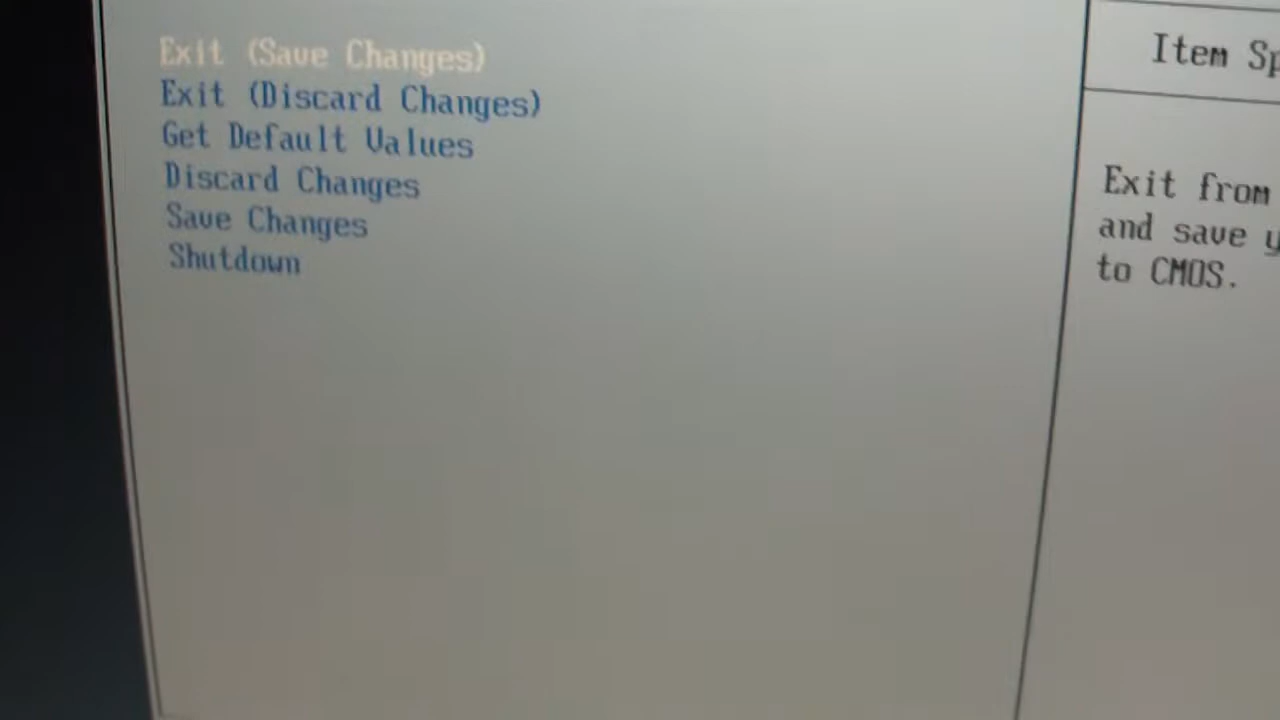 Exit (Save Changes)
Exit (Discard Changes)
Get Default Values
Discard Changes
Save Changes
Shutdown
Item
Exit from
and save
to CMOS.